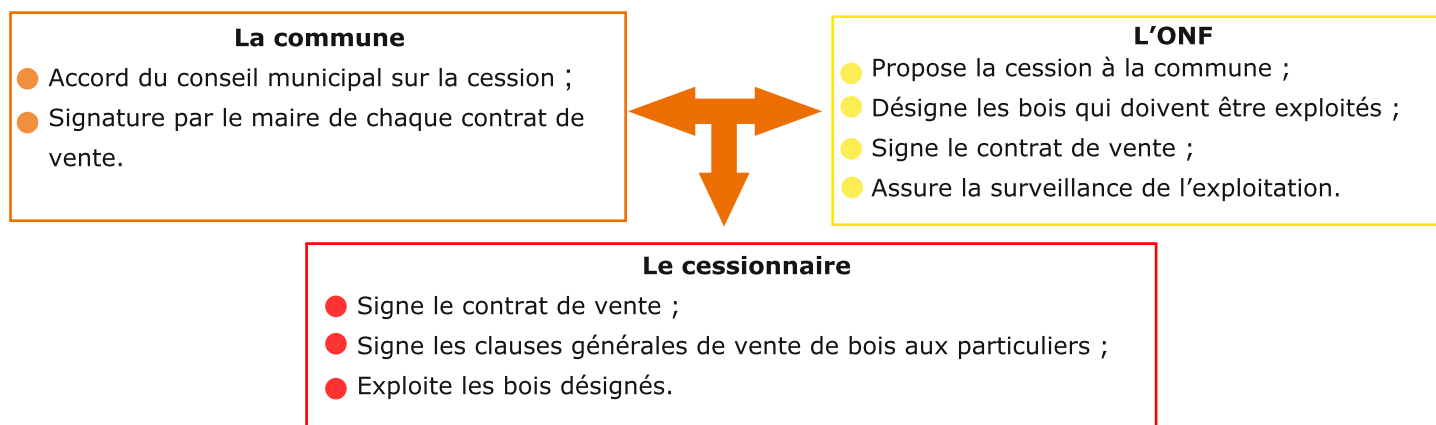 La commune
Accord du conseil municipal sur la cession ;
Signature par le maire de chaque contrat de
vente.
L’ONF
Propose la cession à la commune ;
Désigne les bois qui doivent être exploités ;
Signe le contrat de vente ;
Assure la surveillance de l’exploitation.
Le cessionnaire
Signe le contrat de vente ;
Signe les clauses générales de vente de bois aux particuliers ;
Exploite les bois désignés.